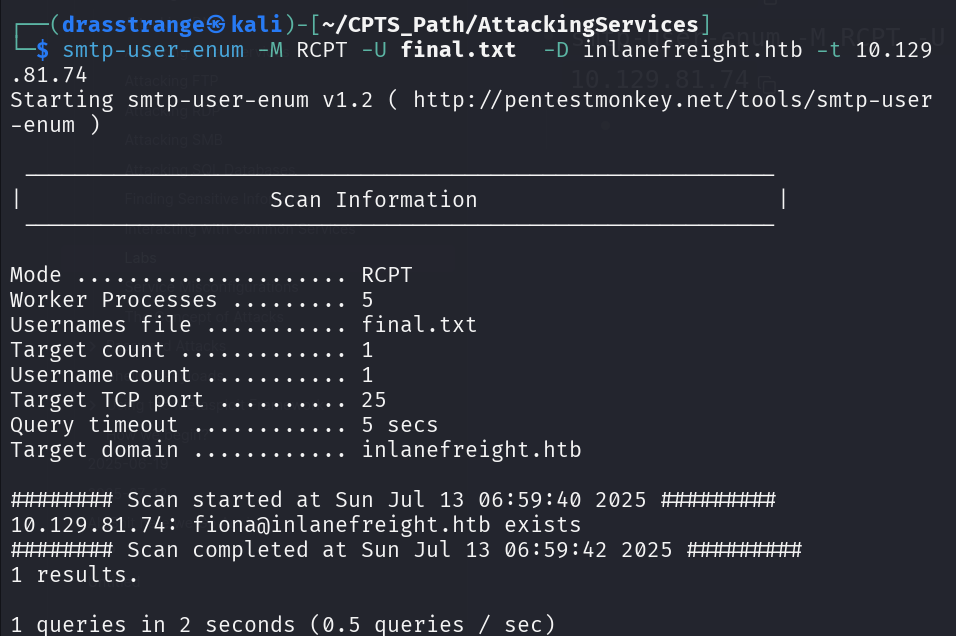 ┌──(drasstrange㉿kali)-[~/CPTS_Path/AttackingServices]
└─$ smtp-user-enum -M RCPT -U final.txt  -D inlanefreight.htb -t 10.129
.81.74
Starting smtp-user-enum v1.2 ( http://pentestmonkey.net/tools/smtp-user
-enum )
|                   Scan Information                       |
Mode ..................... RCPT
Worker Processes ......... 5
Usernames file ........... final.txt
Target count ............. 1
Username count ........... 1
Target TCP port .......... 25
Query timeout ............ 5 secs
Target domain ............ inlanefreight.htb
######## Scan started at Sun Jul 13 06:59:40 2025 #########
10.129.81.74: fiona@inlanefreight.htb exists
######## Scan completed at Sun Jul 13 06:59:42 2025 #########
1 results.
1 queries in 2 seconds (0.5 queries / sec)